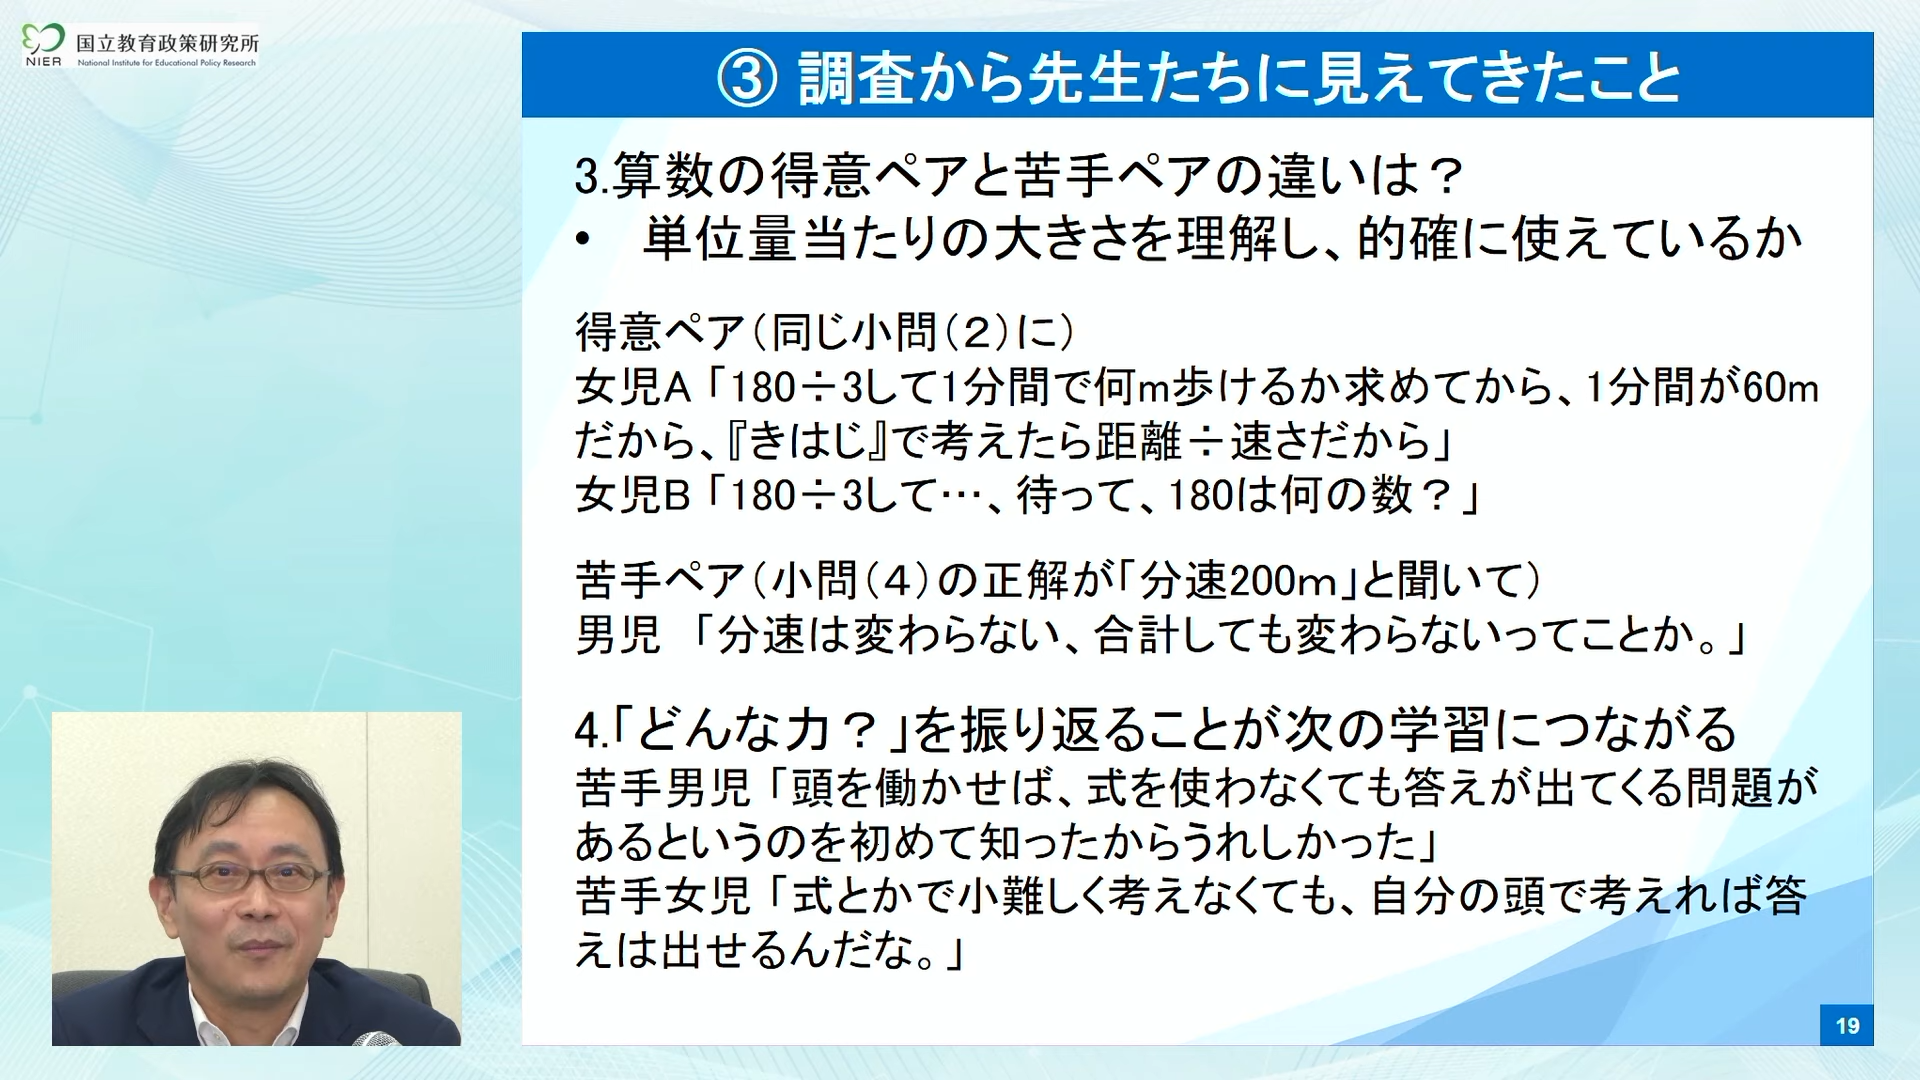 国立教育政策研究所
NIER
National Institute for Educational Policy Research
③ 調査から先生たちに見えてきたこと
3.算数の得意ペアと苦手ペアの違いは？
• 単位量当たりの大きさを理解し、的確に使えているか
得意ペア（同じ小問（２）に）
女児A「180÷3して1分間で何m歩けるか求めてから、1分間が60m
だから、『きはじ』で考えたら距離÷速さだから」
女児B「180÷3して…、待って、180は何の数？」
苦手ペア（小問（４）の正解が「分速200ｍ」と聞いて）
男児　「分速は変わらない、合計しても変わらないってことか。」
4.「どんな力？」を振り返ることが次の学習につながる
苦手男児「頭を働かせば、式を使わなくても答えが出てくる問題が
あるというのを初めて知ったからうれしかった」
苦手女児「式とかで小難しく考えなくても、自分の頭で考えれば答
えは出せるんだな。」
19